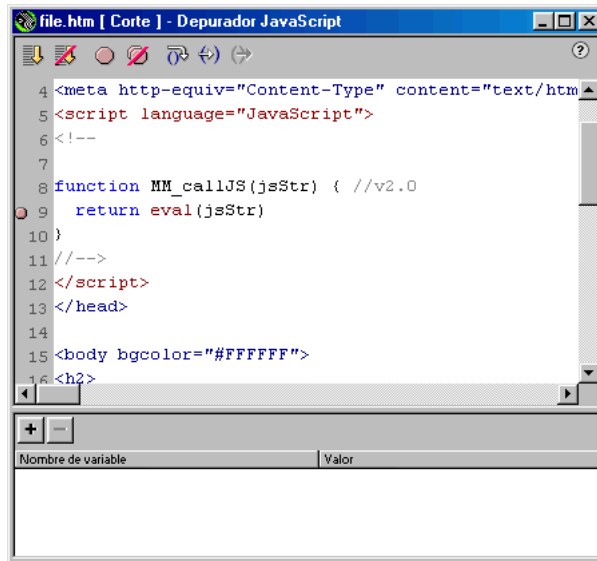 file.htm [ Corte ] - Depurador JavaScript
?
4 <meta http-equiv="Content-Type" content="text/htm
5 <script language="JavaScript">
6 <!--
7
8 function MM_callJS(jsStr) { //v2.0
9 return eval(jsStr)
10 }
11 //-->
12 </script>
13 </head>
14
15 <body bgcolor="#FFFFFF">
16 <h2>
Nombre de variable Valor